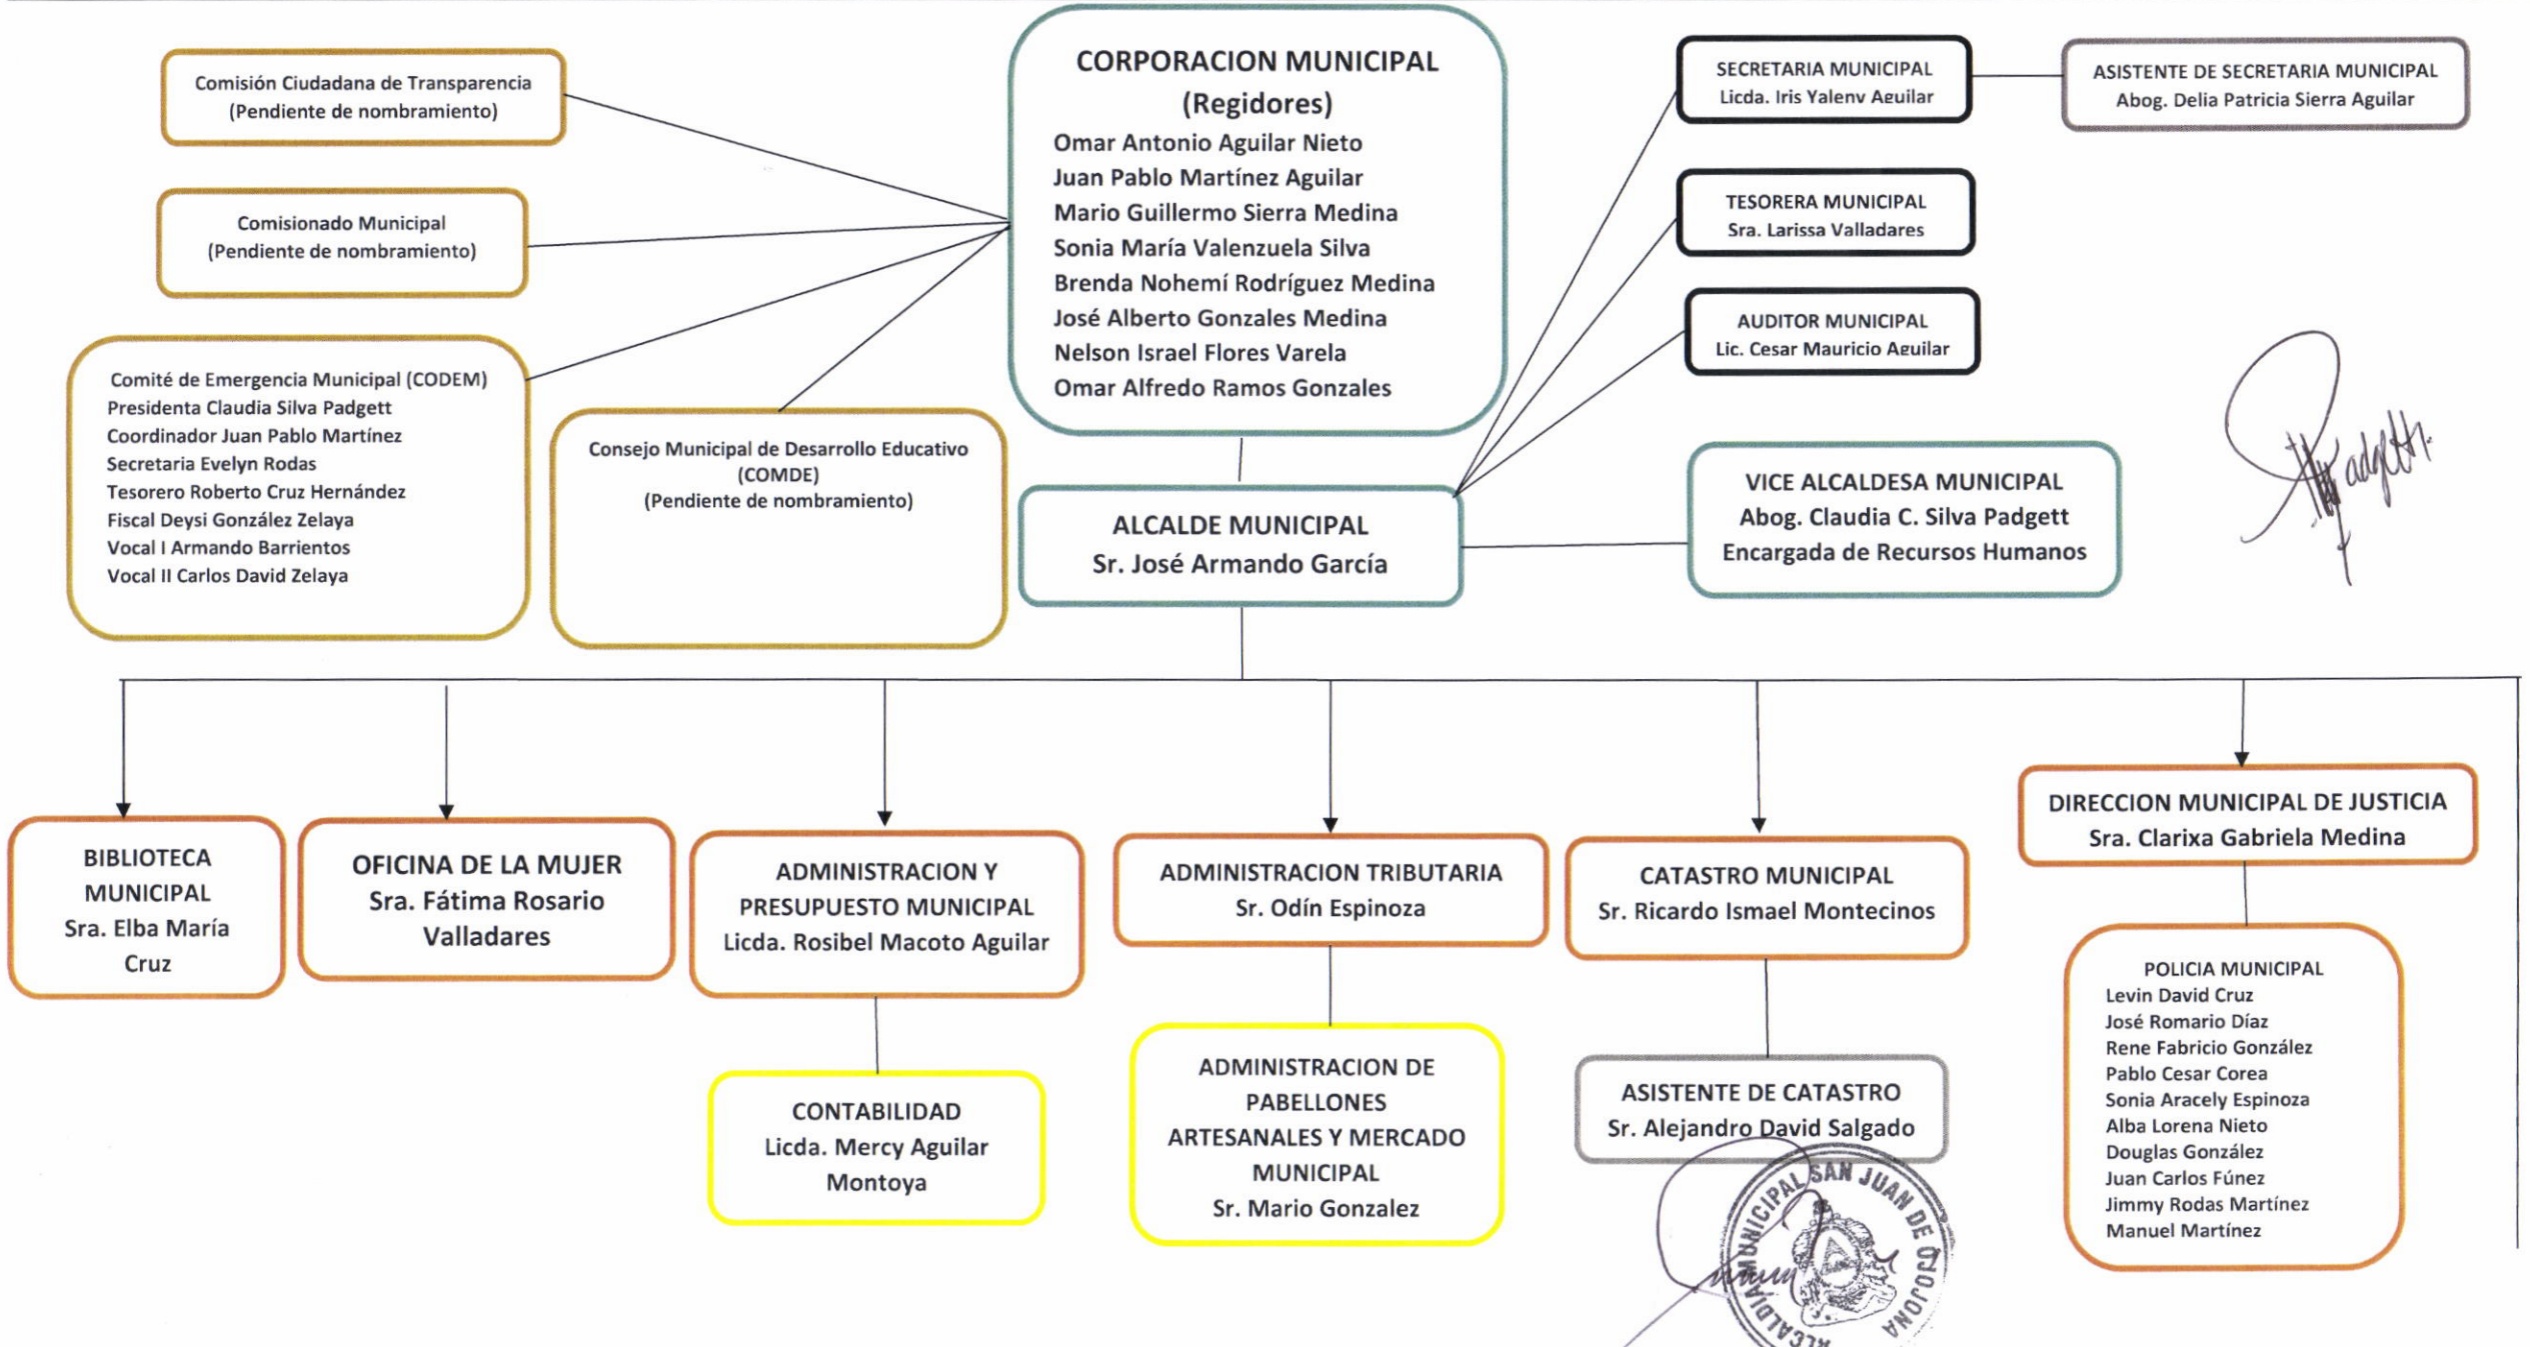 CORPORACION MUNICIPAL
(Regidores)
Omar Antonio Aguilar Nieto
Juan Pablo Martínez Aguilar
Mario Guillermo Sierra Medina
Sonia María Valenzuela Silva
Brenda Nohemí Rodríguez Medina
José Alberto Gonzales Medina
Nelson Israel Flores Varela
Omar Alfredo Ramos Gonzales
Comisión Ciudadana de Transparencia
(Pendiente de nombramiento)
Comisionado Municipal
(Pendiente de nombramiento)
Comité de Emergencia Municipal (CODEM)
Presidenta Claudia Silva Padgett
Coordinador Juan Pablo Martínez
Secretaria Evelyn Rodas
Tesorero Roberto Cruz Hernández
Fiscal Deysi González Zelaya
Vocal I Armando Barrientos
Vocal II Carlos David Zelaya
Consejo Municipal de Desarrollo Educativo
(COMDE)
(Pendiente de nombramiento)
SECRETARIA MUNICIPAL
Licda. Iris Yaleny Aguilar
ASISTENTE DE SECRETARIA MUNICIPAL
Abog. Delia Patricia Sierra Aguilar
TESORERA MUNICIPAL
Sra. Larissa Valladares
AUDITOR MUNICIPAL
Lic. Cesar Mauricio Aguilar
ALCALDE MUNICIPAL
Sr. José Armando García
VICE ALCALDESA MUNICIPAL
Abog. Claudia C. Silva Padgett
Encargada de Recursos Humanos
BIBLIOTECA
MUNICIPAL
Sra. Elba María
Cruz
OFICINA DE LA MUJER
Sra. Fátima Rosario
Valladares
ADMINISTRACION Y
PRESUPUESTO MUNICIPAL
Licda. Rosibel Macoto Aguilar
CONTABILIDAD
Licda. Mercy Aguilar
Montoya
ADMINISTRACION TRIBUTARIA
Sr. Odín Espinoza
ADMINISTRACION DE
PABELLONES
ARTESANALES Y MERCADO
MUNICIPAL
Sr. Mario Gonzalez
CATASTRO MUNICIPAL
Sr. Ricardo Ismael Montecinos
ASISTENTE DE CATASTRO
Sr. Alejandro David Salgado
DIRECCION MUNICIPAL DE JUSTICIA
Sra. Clarixa Gabriela Medina
POLICIA MUNICIPAL
Levin David Cruz
José Romario Díaz
Rene Fabricio González
Pablo Cesar Corea
Sonia Aracely Espinoza
Alba Lorena Nieto
Douglas González
Juan Carlos Fúnez
Jimmy Rodas Martínez
Manuel Martínez
ALCALDIA MUNICIPAL SAN JUAN DE OJOJONA